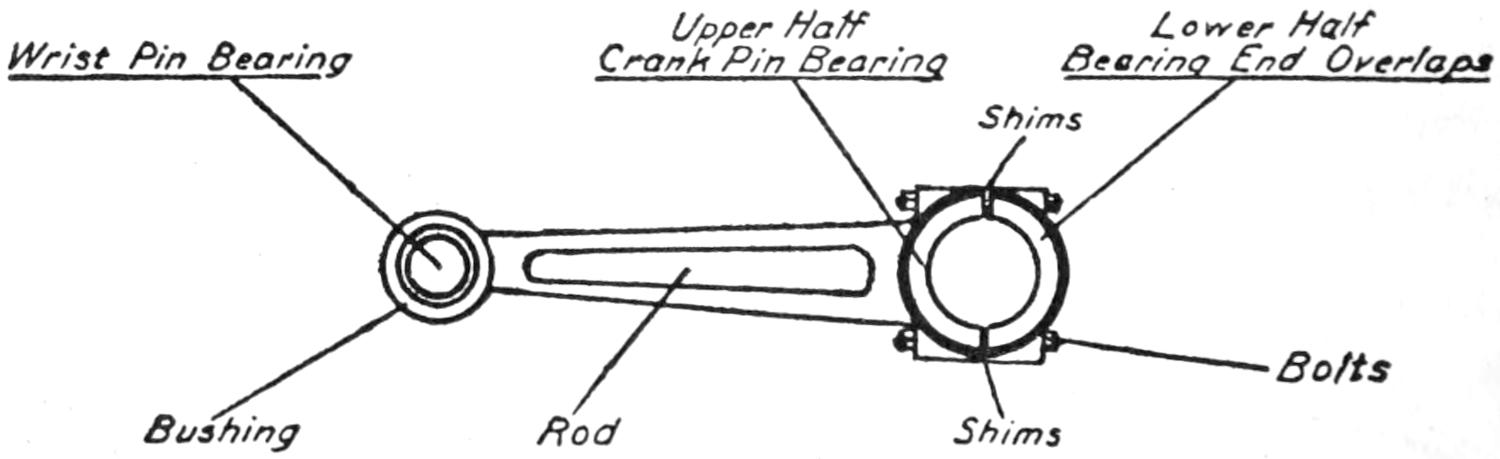 Wrist Pin Bearing
Upper Half
Crank Pin Bearing
Lower Half
Bearing End Overlaps
Shims
Bolts
Bushing
Rod
Shims